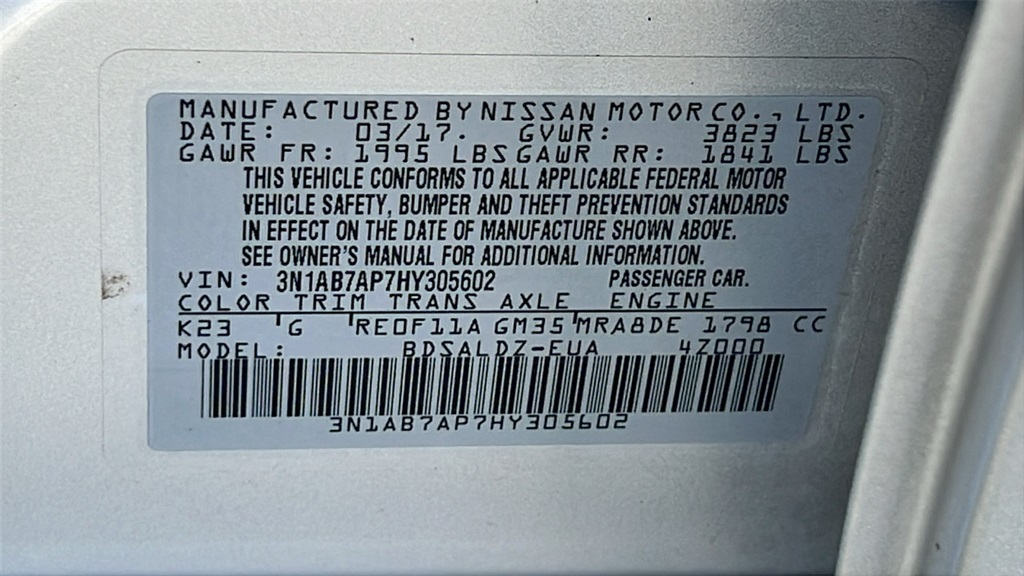 MANUFACTURED BY NISSAN MOTOR CO., LTD.
DATE: 03/17. GVWR: 3823 LBS
GAWR FR: 1995 LBS GAWR RR: 1841 LBS
THIS VEHICLE CONFORMS TO ALL APPLICABLE FEDERAL MOTOR
VEHICLE SAFETY, BUMPER AND THEFT PREVENTION STANDARDS
IN EFFECT ON THE DATE OF MANUFACTURE SHOWN ABOVE.
SEE OWNER'S MANUAL FOR ADDITIONAL INFORMATION.
VIN: 3N1AB7AP7HY305602 PASSENGER CAR.
COLOR TRIM TRANS AXLE ENGINE
K23 G RE0F11A GM35 MRA8DE 1798 CC
MODEL: BDSALDZ-EUA 4Z000
3N1AB7AP7HY305602